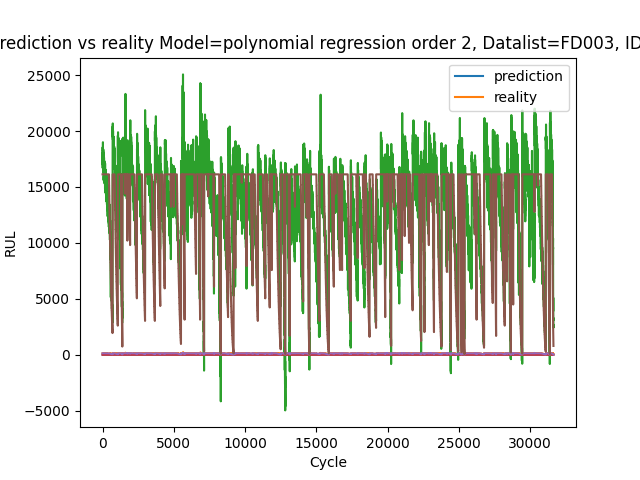 rediction vs reality Model=polynomial regression order 2, Datalist=FD003, ID
prediction
reality
25000
20000
15000
10000
5000
0
−5000
RUL
0 5000 10000 15000 20000 25000 30000
Cycle